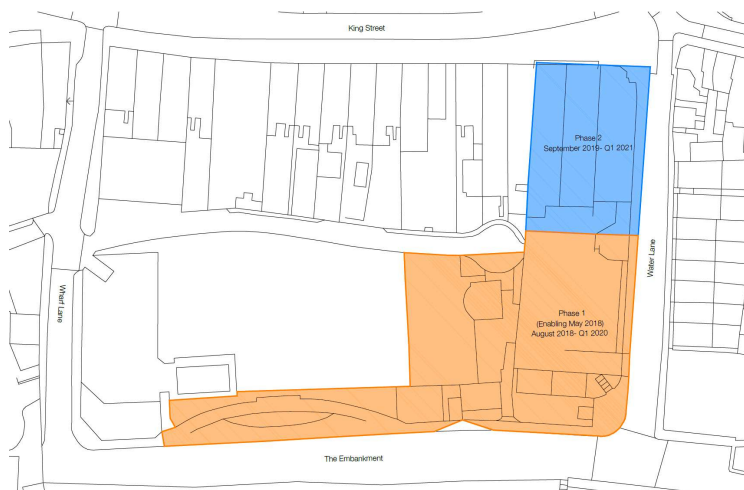 King Street
Phase 2
September 2019- Q1 2021
Water Lane
Wharf Lane
Phase 1
(Enabling May 2018)
August 2018- Q1 2020
The Embankment